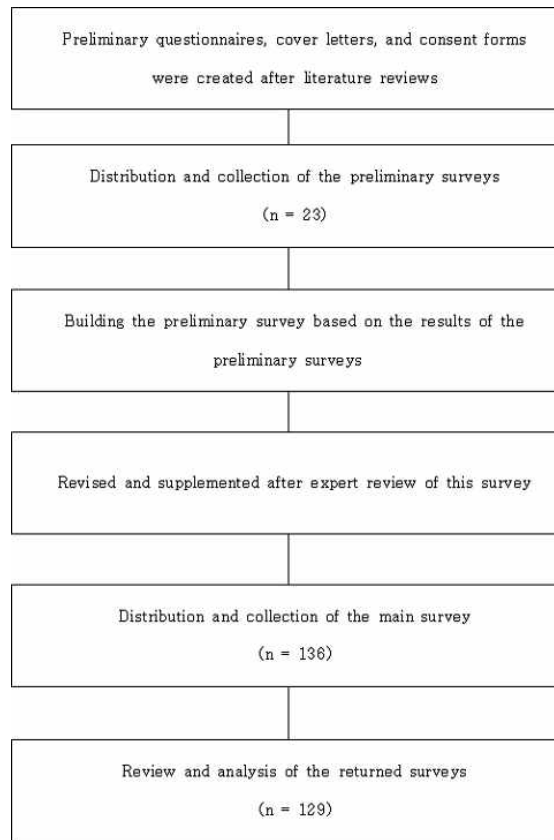 Preliminary questionnaires, cover letters, and consent forms
were created after literature reviews
Distribution and collection of the preliminary surveys
(n = 23)
Building the preliminary survey based on the results of the
preliminary surveys
Revised and supplemented after expert review of this survey
Distribution and collection of the main survey
(n = 136)
Review and analysis of the returned surveys
(n = 129)